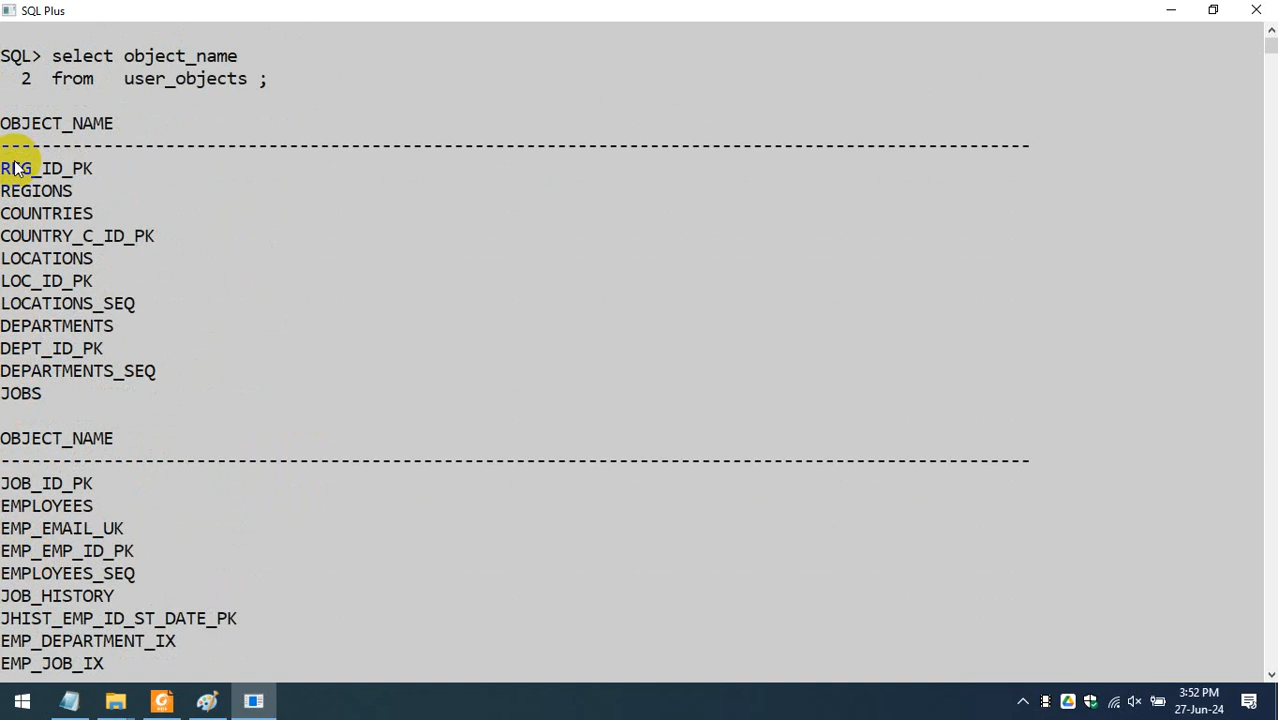 SQL Plus
SQL> select object_name
2 from user_objects ;
OBJECT_NAME
----------------------------------------------------------------------------------------------------
REG_ID_PK
REGIONS
COUNTRIES
COUNTRY_C_ID_PK
LOCATIONS
LOC_ID_PK
LOCATIONS_SEQ
DEPARTMENTS
DEPT_ID_PK
DEPARTMENTS_SEQ
JOBS
OBJECT_NAME
----------------------------------------------------------------------------------------------------
JOB_ID_PK
EMPLOYEES
EMP_EMAIL_UK
EMP_EMP_ID_PK
EMPLOYEES_SEQ
JOB_HISTORY
JHIST_EMP_ID_ST_DATE_PK
EMP_DEPARTMENT_IX
EMP_JOB_IX
3:52 PM
27-Jun-24